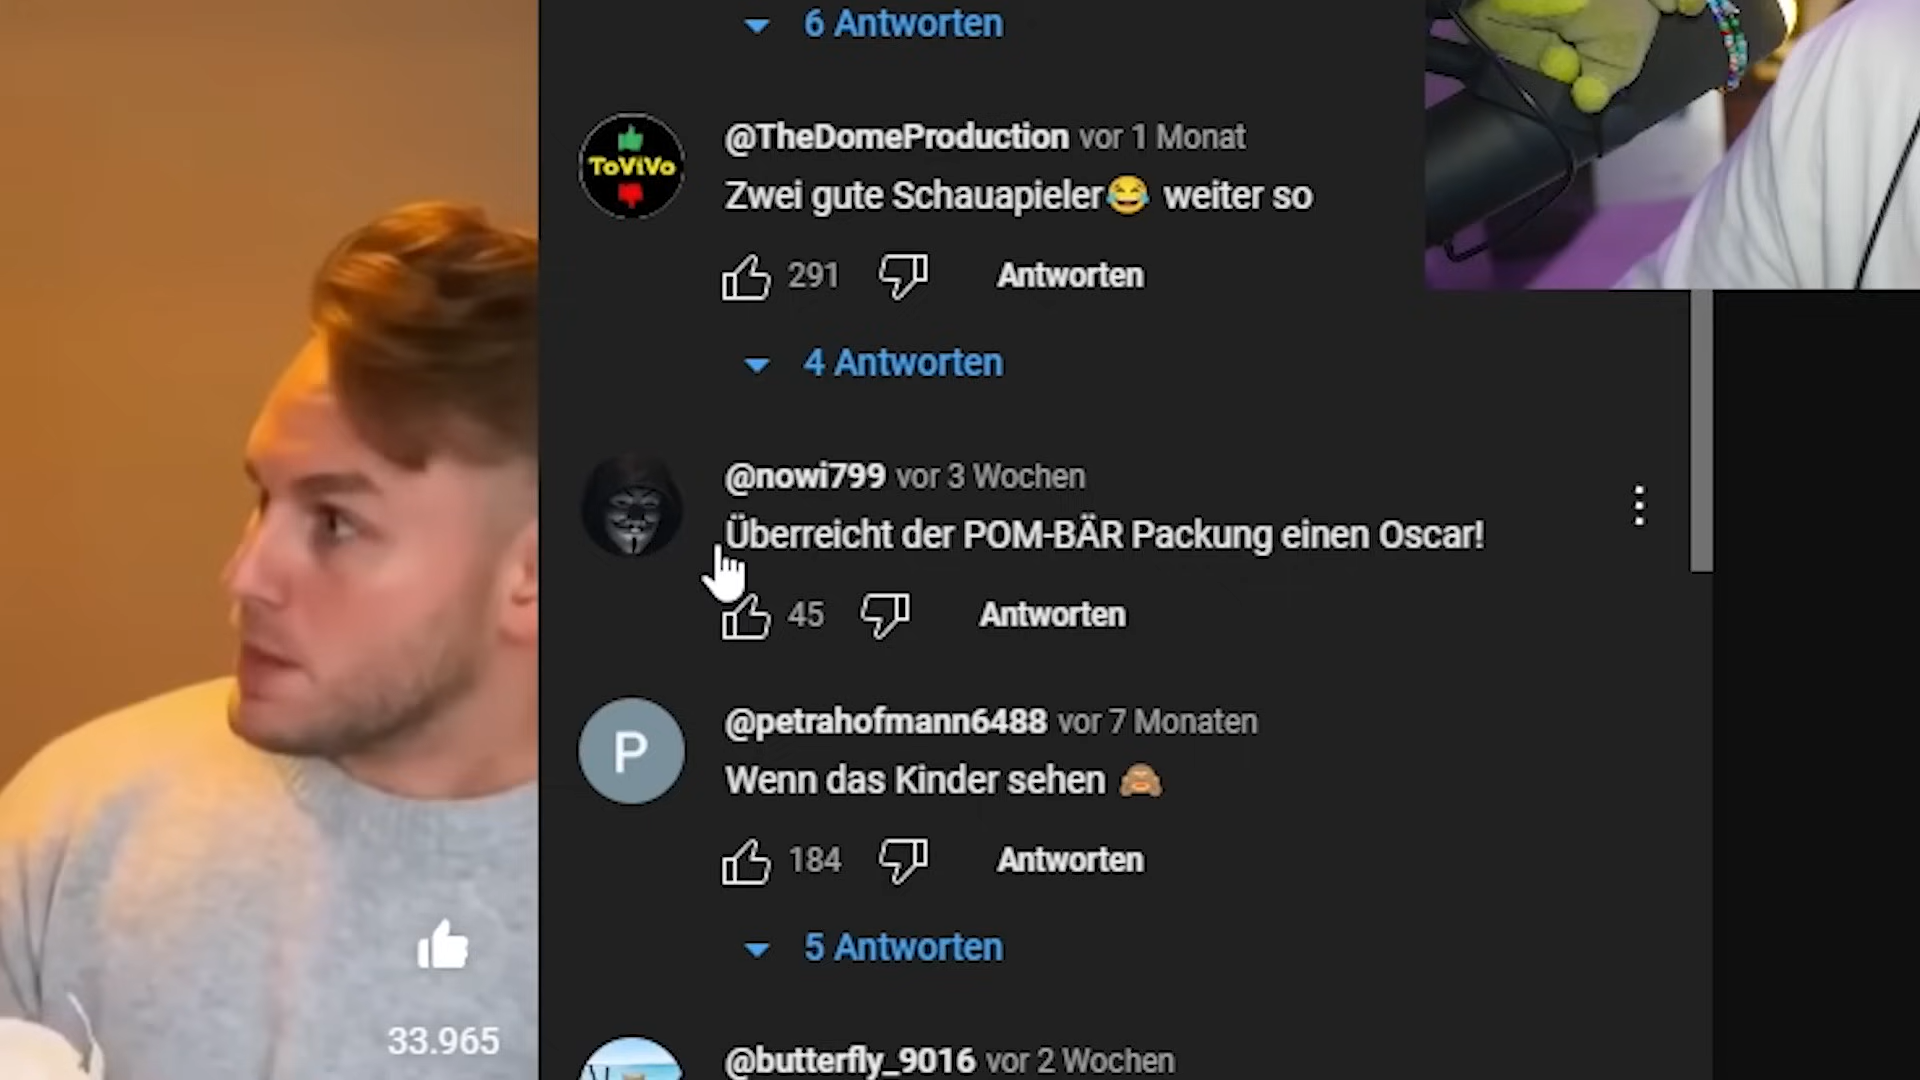 6 Antworten
ToViVo
@TheDomeProduction vor 1 Monat
Zwei gute Schauapieler😂 weiter so
291 Antworten
4 Antworten
@nowi799 vor 3 Wochen
Überreicht der POM-BÄR Packung einen Oscar!
45 Antworten
P
@petrahofmann6488 vor 7 Monaten
Wenn das Kinder sehen 🙈
184 Antworten
5 Antworten
33.965
@butterfly_9016 vor 2 Wochen